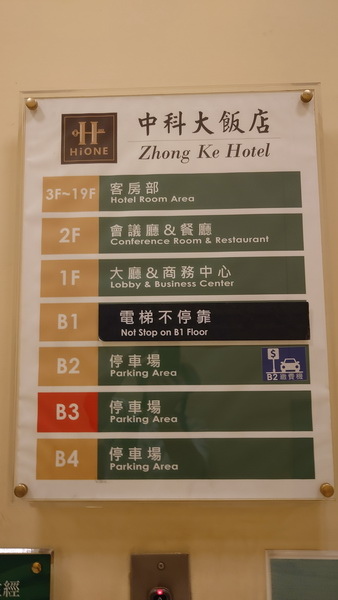 H
HiONE
中科大飯店
Zhong Ke Hotel
3F~19F
客房部
Hotel Room Area
2F
會議廳&餐廳
Conference Room & Restaurant
1F
大廳&商務中心
Lobby & Business Center
B1
電梯不停靠
Not Stop on B1 Floor
B2
停車場
Parking Area
$
B2 繳費機
B3
停車場
Parking Area
B4
停車場
Parking Area
經